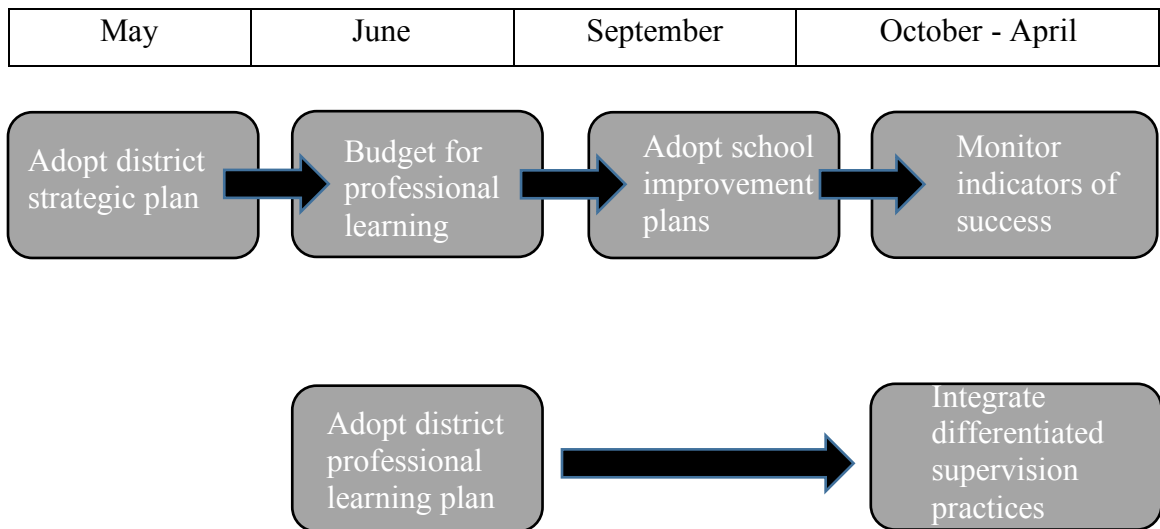 May
June
September
October - April
Adopt district
strategic plan
Budget for
professional
learning
Adopt school
improvement
plans
Monitor
indicators of
success
Adopt district
professional
learning plan
Integrate
differentiated
supervision
practices